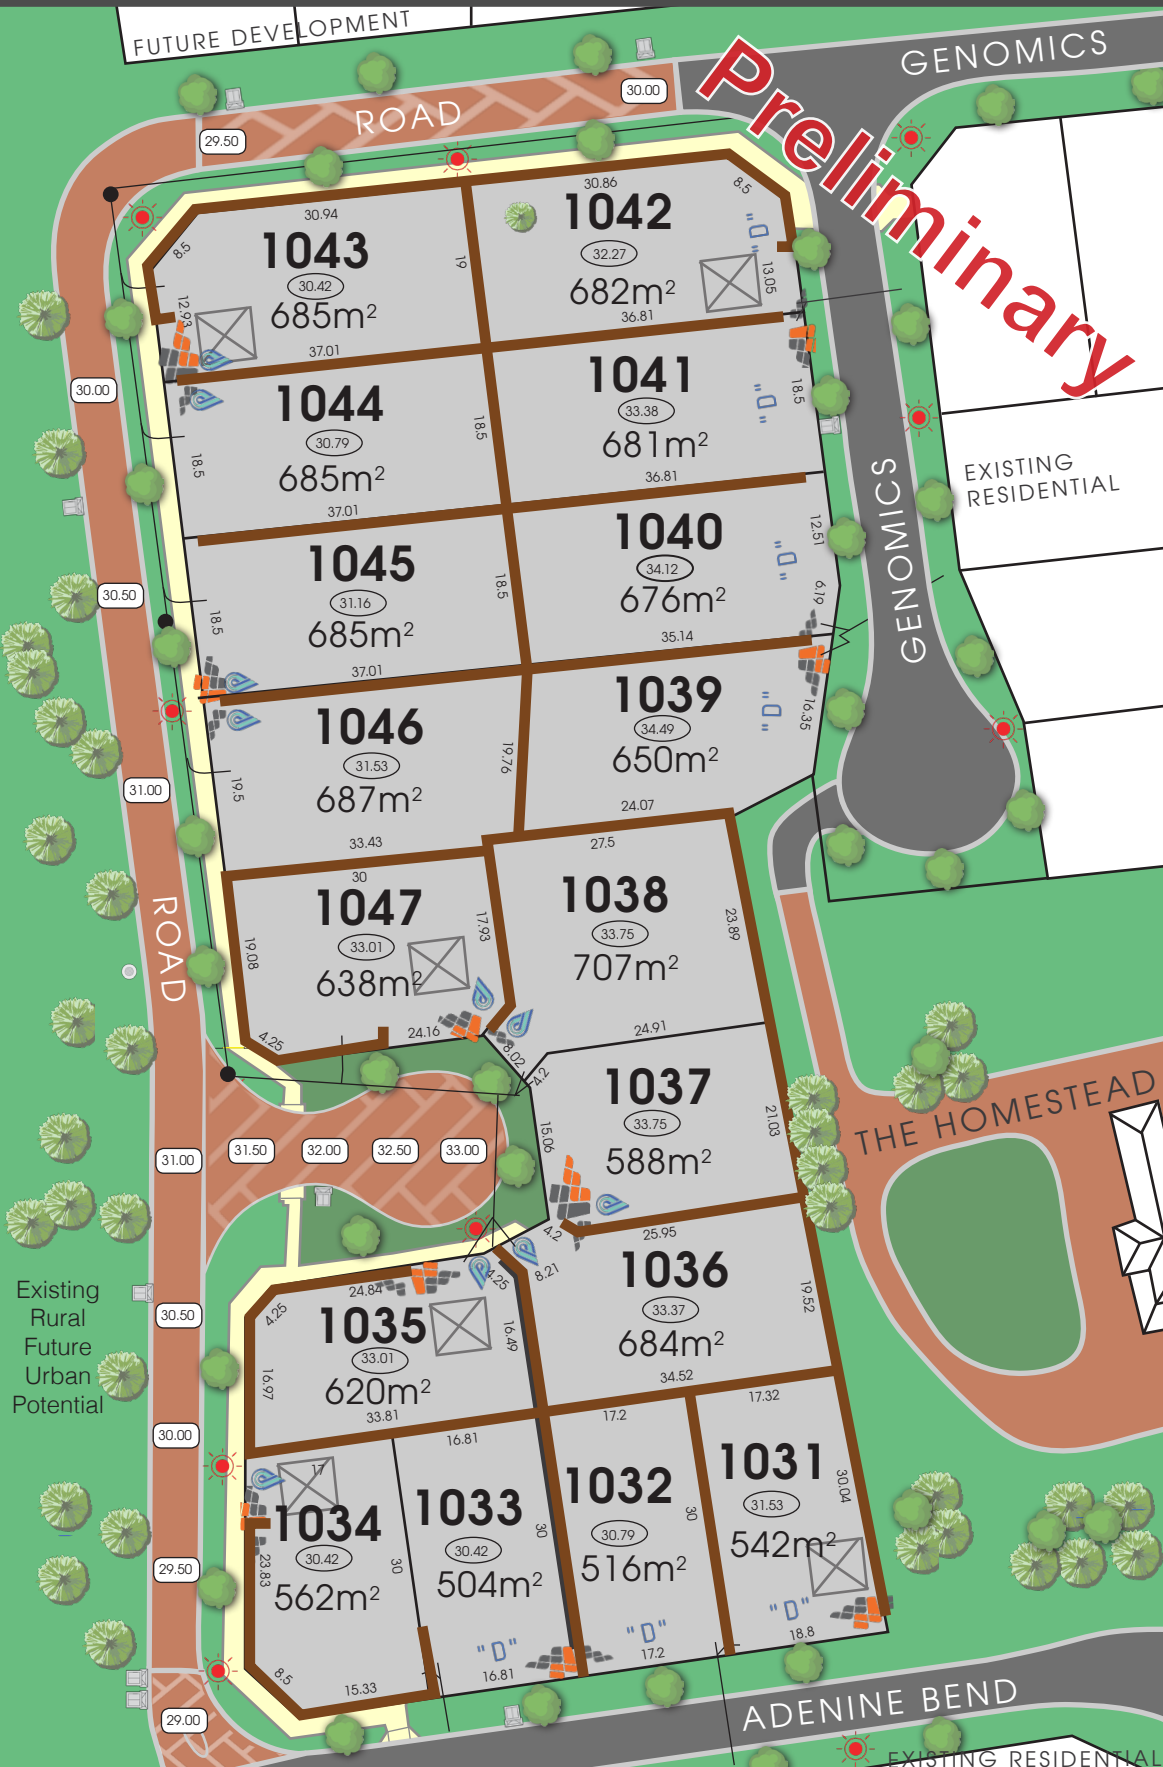 FUTURE DEVELOPMENT
GENOMICS
Preliminary
ROAD
30.00
29.50
30.94
1043
30.42
685m²
8.5
12.93
19
37.01
30.86
8.5
1042
32.27
682m²
"D"
13.05
36.81
30.00
1044
30.79
685m²
18.5
18.5
37.01
1041
33.38
681m²
"D"
18.5
36.81
EXISTING
RESIDENTIAL
GENOMICS
30.50
1045
31.16
685m²
18.5
18.5
37.01
1040
34.12
676m²
"D"
12.51
6.19
35.14
31.00
1046
31.53
687m²
19.5
19.76
33.43
1039
34.49
650m²
"D"
16.35
24.07
ROAD
30
1047
33.01
638m²
19.08
17.93
4.25
24.16
27.5
1038
33.75
707m²
23.89
24.91
8.02
4.2
1037
33.75
588m²
15.06
21.03
4.2
25.95
THE HOMESTEAD
31.00
31.50
32.00
32.50
33.00
Existing
Rural
Future
Urban
Potential
30.50
30.00
29.50
29.00
24.84
4.25
4.25
8.21
1035
33.01
620m²
16.97
16.49
33.81
1036
33.37
684m²
19.52
34.52
17
1034
30.42
562m²
23.83
30
8.5
15.33
16.81
1033
30.42
504m²
30
"D"
16.81
17.2
1032
30.79
516m²
30
"D"
17.2
17.32
1031
31.53
542m²
30.04
"D"
18.8
ADENINE BEND
EXISTING RESIDENTIAL